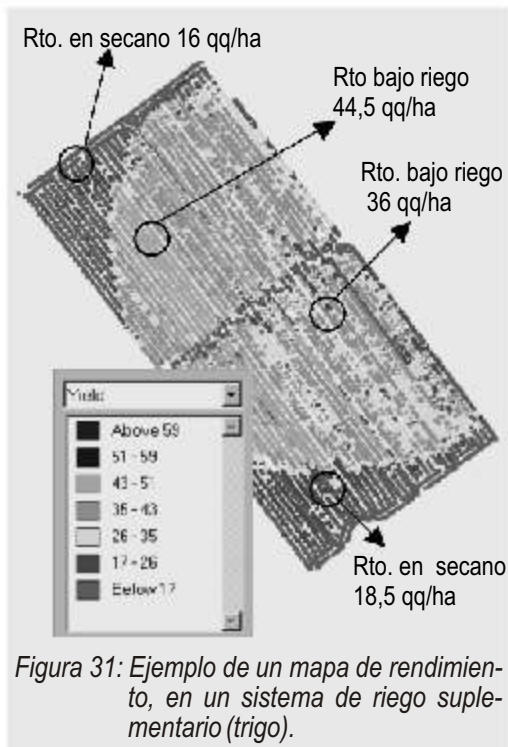 Rto. en secano 16 qq/ha
Rto bajo riego
44,5 qq/ha
Rto. bajo riego
36 qq/ha
Yield
Above 59
51 - 59
43 - 51
35 - 43
26 - 35
17 - 26
Below 17
Rto. en secano
18,5 qq/ha
Figura 31: Ejemplo de un mapa de rendimien-
to, en un sistema de riego suple-
mentario (trigo).